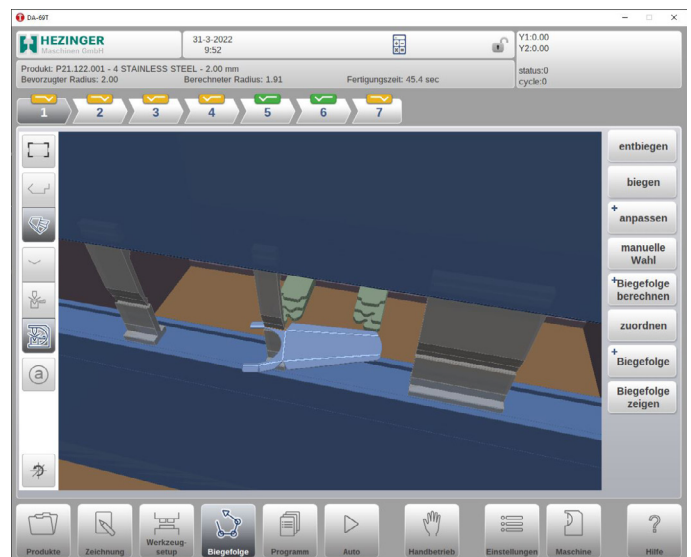 DA-69T
HEZINGER
Maschinen GmbH
31-3-2022
9:52
Y1:0.00
Y2:0.00
Produkt: P21.122.001 - 4 STAINLESS STEEL - 2.00 mm
Bevorzugter Radius: 2.00 Berechneter Radius: 1.91 Fertigungszeit: 45.4 sec
status:0
cycle:0
1 2 3 4 5 6 7
entbiegen
biegen
+ anpassen
manuelle
Wahl
+ Biegefolge
berechnen
zuordnen
+ Biegefolge
Biegefolge
zeigen
a
Produkte
Zeichnung
Werkzeug-
setup
Biegefolge
Programm
Auto
Handbetrieb
Einstellungen
Maschine
?
Hilfe